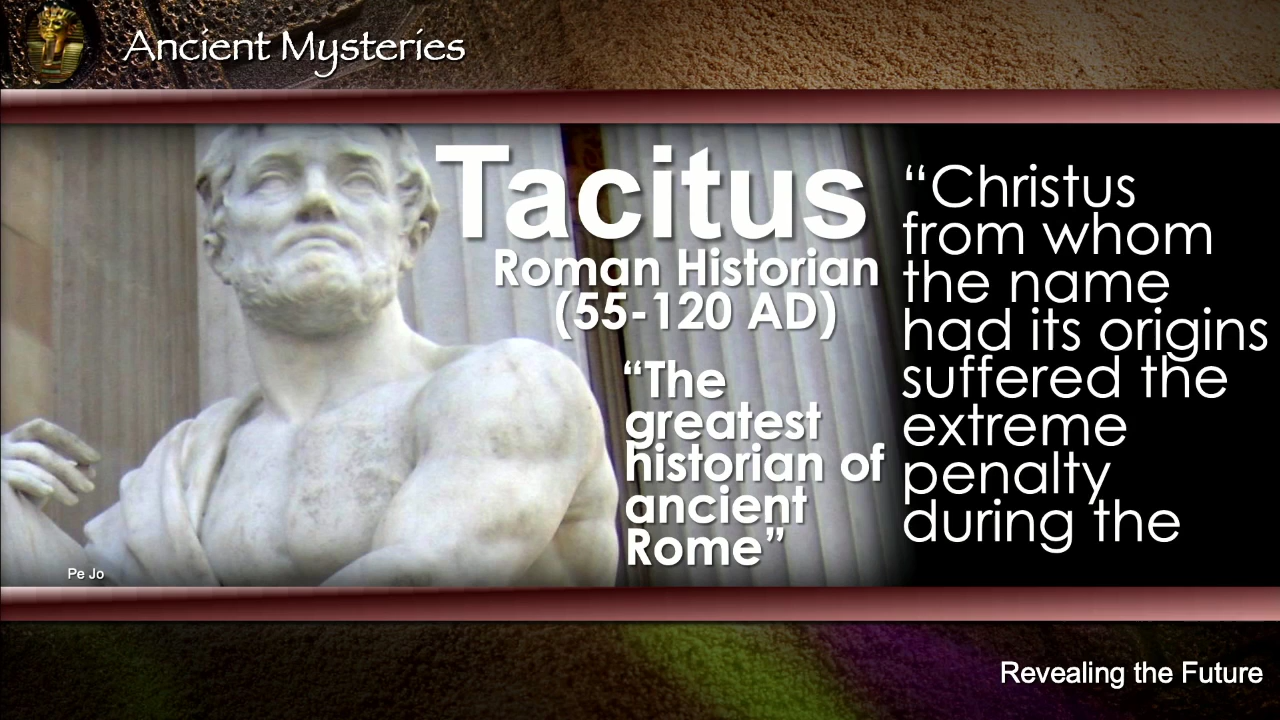 Ancient Mysteries
Tacitus
Roman Historian
(55-120 AD)
“The
greatest
historian of
ancient
Rome”
“Christus
from whom
the name
had its origins
suffered the
extreme
penalty
during the
Pe Jo
Revealing the Future